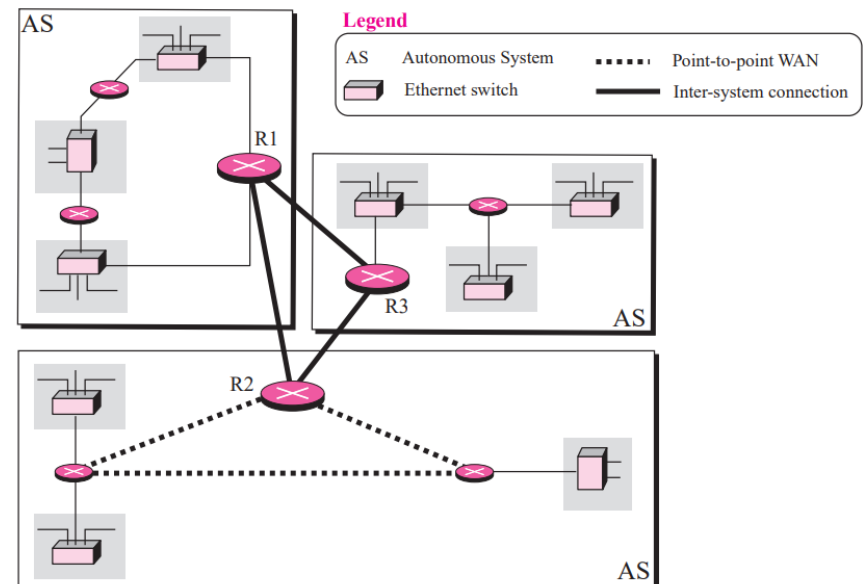 AS
Legend
AS Autonomous System Point-to-point WAN
Ethernet switch Inter-system connection
R1
R3
AS
R2
AS